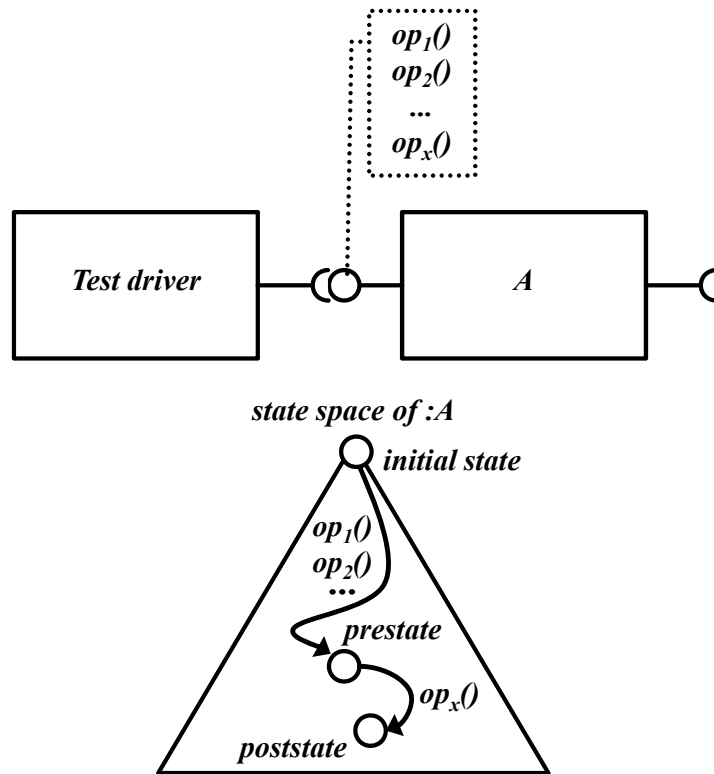 op₁()
op₂()
...
opₓ()
Test driver
A
state space of :A
initial state
op₁()
op₂()
...
prestate
opₓ()
poststate